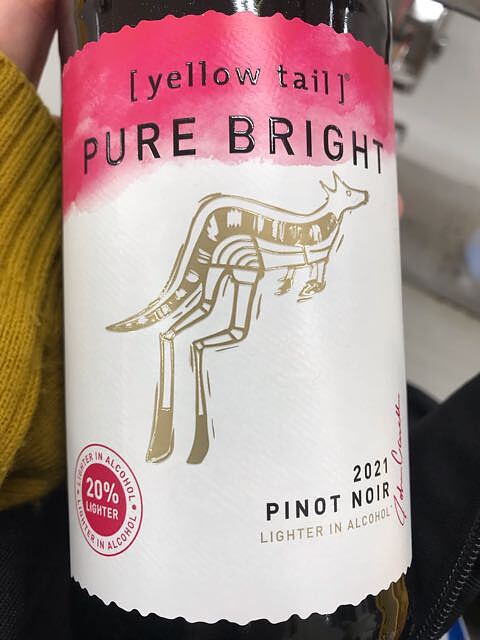 [ yellow tail ]®
PURE BRIGHT
LIGHTER IN ALCOHOL
20%
LIGHTER
LIGHTER IN ALCOHOL
2021
PINOT NOIR
LIGHTER IN ALCOHOL